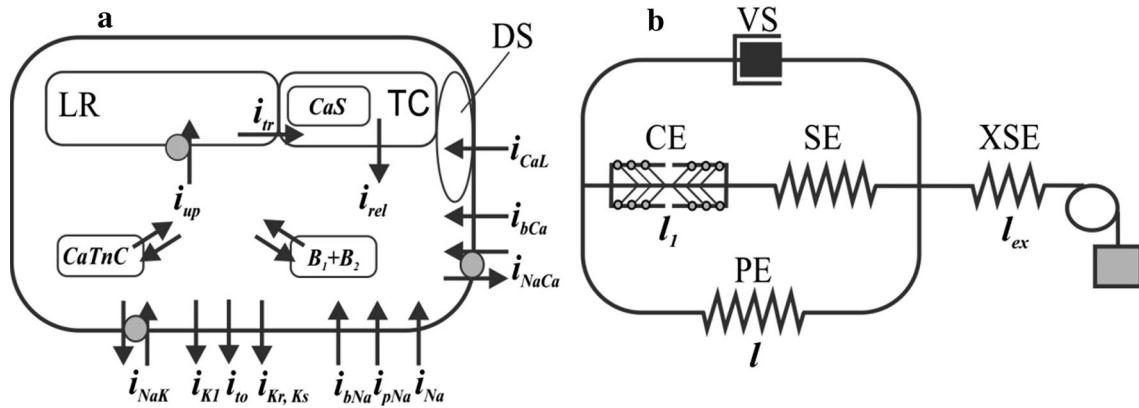 a
DS
LR
i_tr
CaS
TC
i_CaL
i_up
i_rel
i_bCa
CaTnC
B_1+B_2
i_NaCa
i_NaK
i_K1
i_to
i_Kr, Ks
i_bNa
i_pNa
i_Na
b
VS
CE
SE
XSE
l_1
l_ex
PE
l